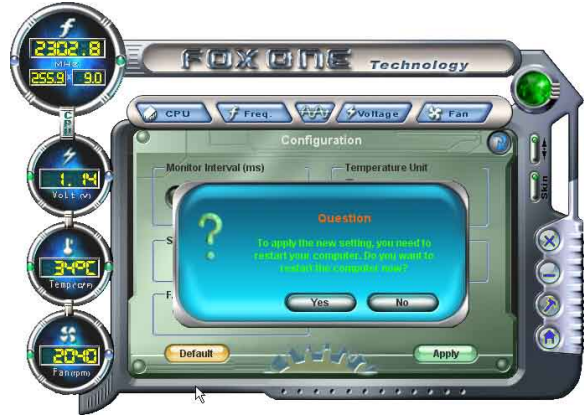 2302.8
MHz
255.9 x 9.0
FOX ONE Technology
CPU
CPU
Freq.
Voltage
Fan
Configuration
Monitor Interval (ms)
Temperature Unit
1.14
Volt (V)
Skin
Question
To apply the new setting, you need to
restart your computer. Do you want to
restart the computer now?
Yes
No
34°C
Temp(°C/°F)
2040
Fan(rpm)
Default
Apply